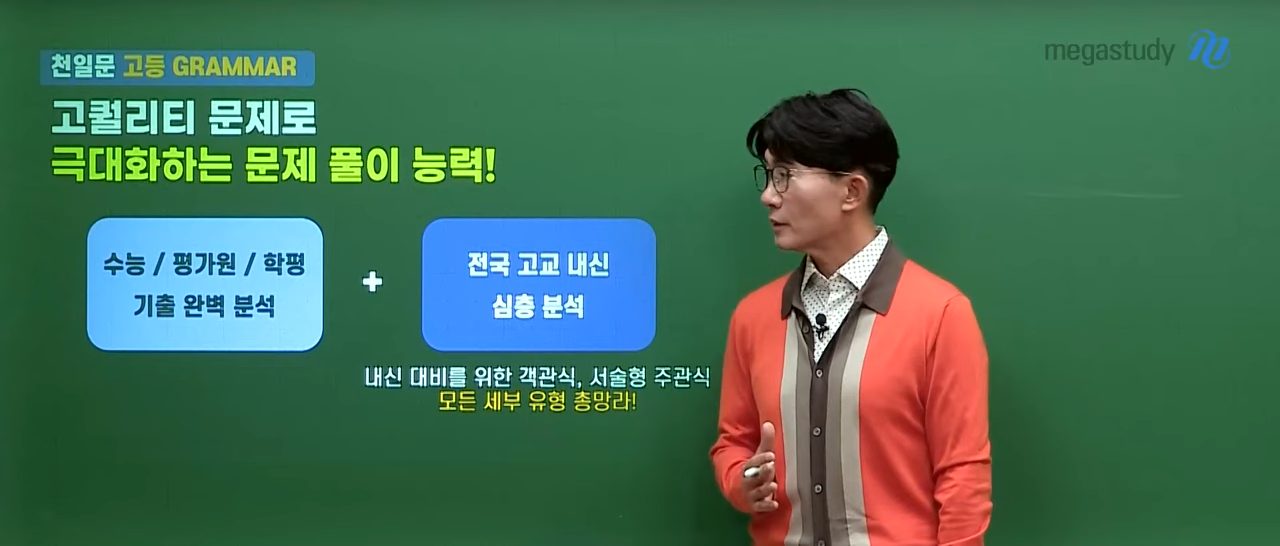 천일문 고등 GRAMMAR
megastudy
고퀄리티 문제로
극대화하는 문제 풀이 능력!
수능 / 평가원 / 학평
기출 완벽 분석
+
전국 고교 내신
심층 분석
내신 대비를 위한 객관식, 서술형 주관식
모든 세부 유형 총망라!